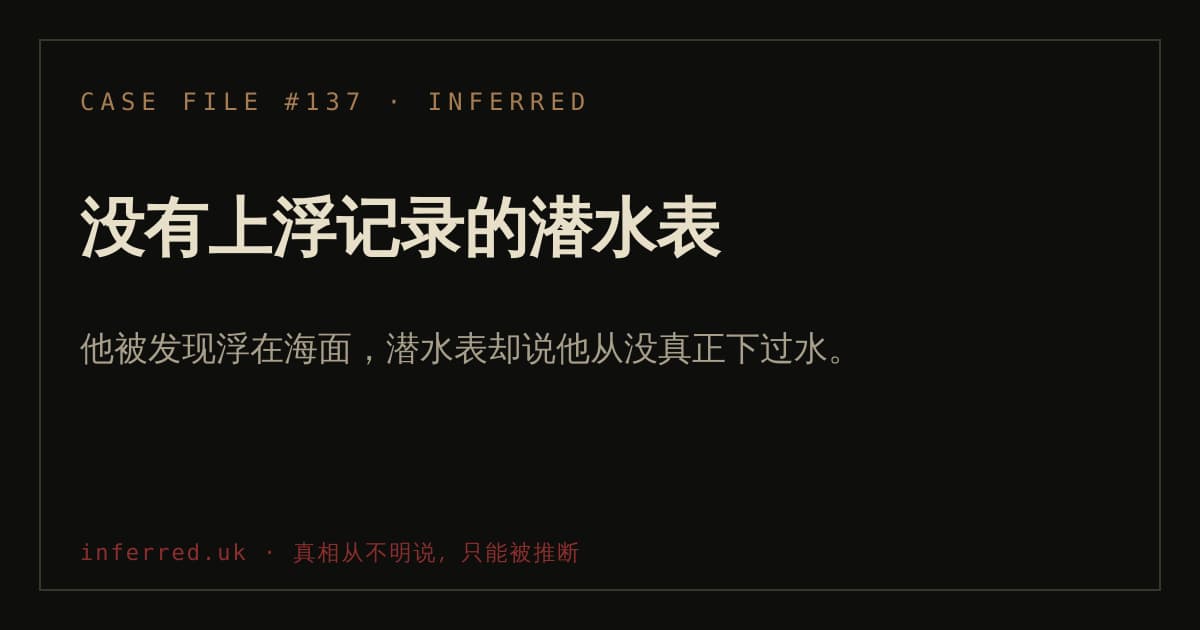 CASE FILE #137 · INFERRED
没有上浮记录的潜水表
他被发现浮在海面，潜水表却说他从没真正下过水。
inferred.uk · 真相从不明说，只能被推断